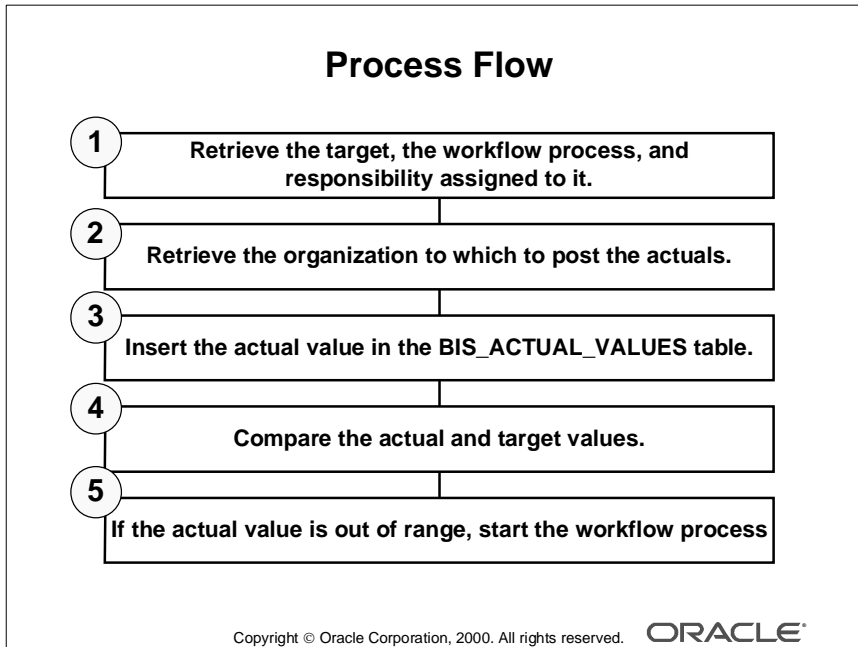 Process Flow
1
Retrieve the target, the workflow process, and
responsibility assigned to it.
2
Retrieve the organization to which to post the actuals.
3
Insert the actual value in the BIS_ACTUAL_VALUES table.
4
Compare the actual and target values.
5
If the actual value is out of range, start the workflow process
Copyright © Oracle Corporation, 2000. All rights reserved. ORACLE®